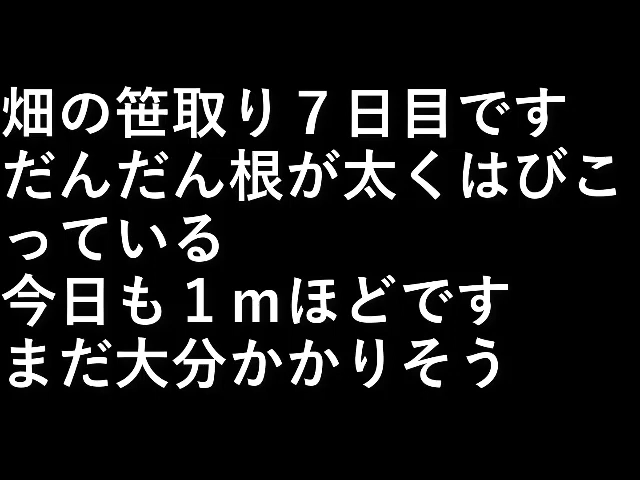 畑の笹取り７日目です
だんだん根が太くはびこ
っている
今日も１ｍほどです
まだ大分かかりそう